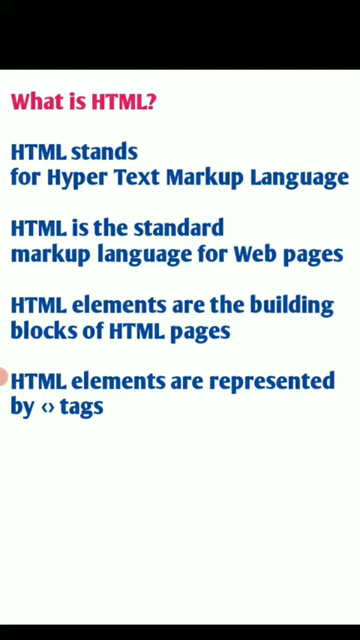 What is HTML?
HTML stands
for Hyper Text Markup Language
HTML is the standard
markup language for Web pages
HTML elements are the building
blocks of HTML pages
HTML elements are represented
by <> tags